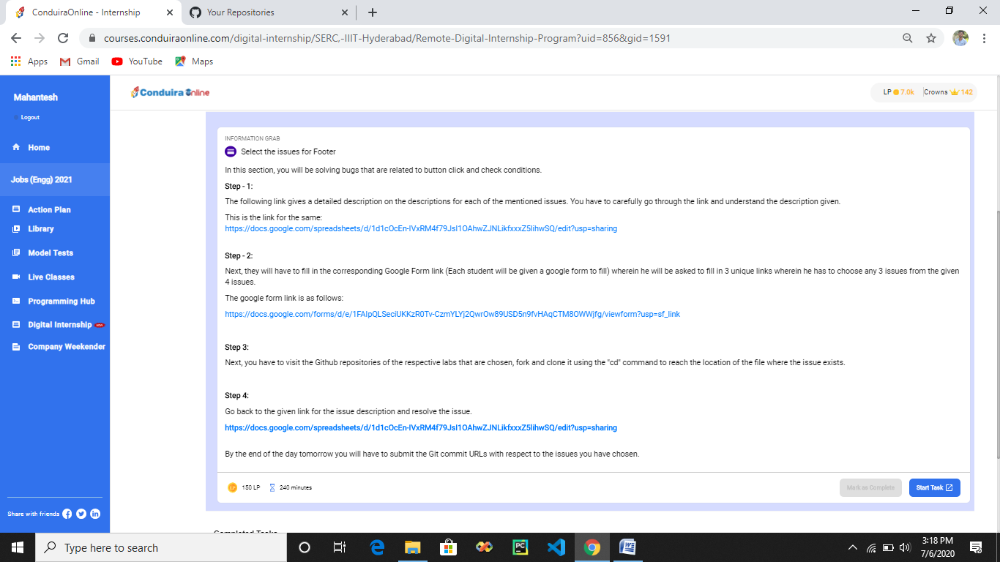 ConduiraOnline - Internship
Your Repositories
courses.conduiraonline.com/digital-internship/SERC,-IIIT-Hyderabad/Remote-Digital-Internship-Program?uid=856&gid=1591
Apps
Gmail
YouTube
Maps
Mahantesh
Logout
Home
Jobs (Engg) 2021
Action Plan
Library
Model Tests
Live Classes
Programming Hub
Digital Internship NEW
Company Weekender
Share with friends
Conduira Online
LP 7.0k Crowns 142
INFORMATION GRAB
Select the issues for Footer
In this section, you will be solving bugs that are related to button click and check conditions.
Step - 1:
The following link gives a detailed description on the descriptions for each of the mentioned issues. You have to carefully go through the link and understand the description given.
This is the link for the same:
https://docs.google.com/spreadsheets/d/1d1cOcEn-IVxRM4f79JsI1OAhwZJNLikfxxxZ5lihwSQ/edit?usp=sharing
Step - 2:
Next, they will have to fill in the corresponding Google Form link (Each student will be given a google form to fill) wherein he will be asked to fill in 3 unique links wherein he has to choose any 3 issues from the given
4 issues.
The google form link is as follows:
https://docs.google.com/forms/d/e/1FAIpQLSeciUKKzR0Tv-CzmYLYj2QwrOw89USD5n9fvHAqCTM8OWWjfg/viewform?usp=sf_link
Step 3:
Next, you have to visit the Github repositories of the respective labs that are chosen, fork and clone it using the "cd" command to reach the location of the file where the issue exists.
Step 4:
Go back to the given link for the issue description and resolve the issue.
https://docs.google.com/spreadsheets/d/1d1cOcEn-IVxRM4f79JsI1OAhwZJNLikfxxxZ5lihwSQ/edit?usp=sharing
By the end of the day tomorrow you will have to submit the Git commit URLs with respect to the issues you have chosen.
150 LP 240 minutes
Mark as Complete
Start Task
Completed Tasks
Type here to search
3:18 PM
7/6/2020